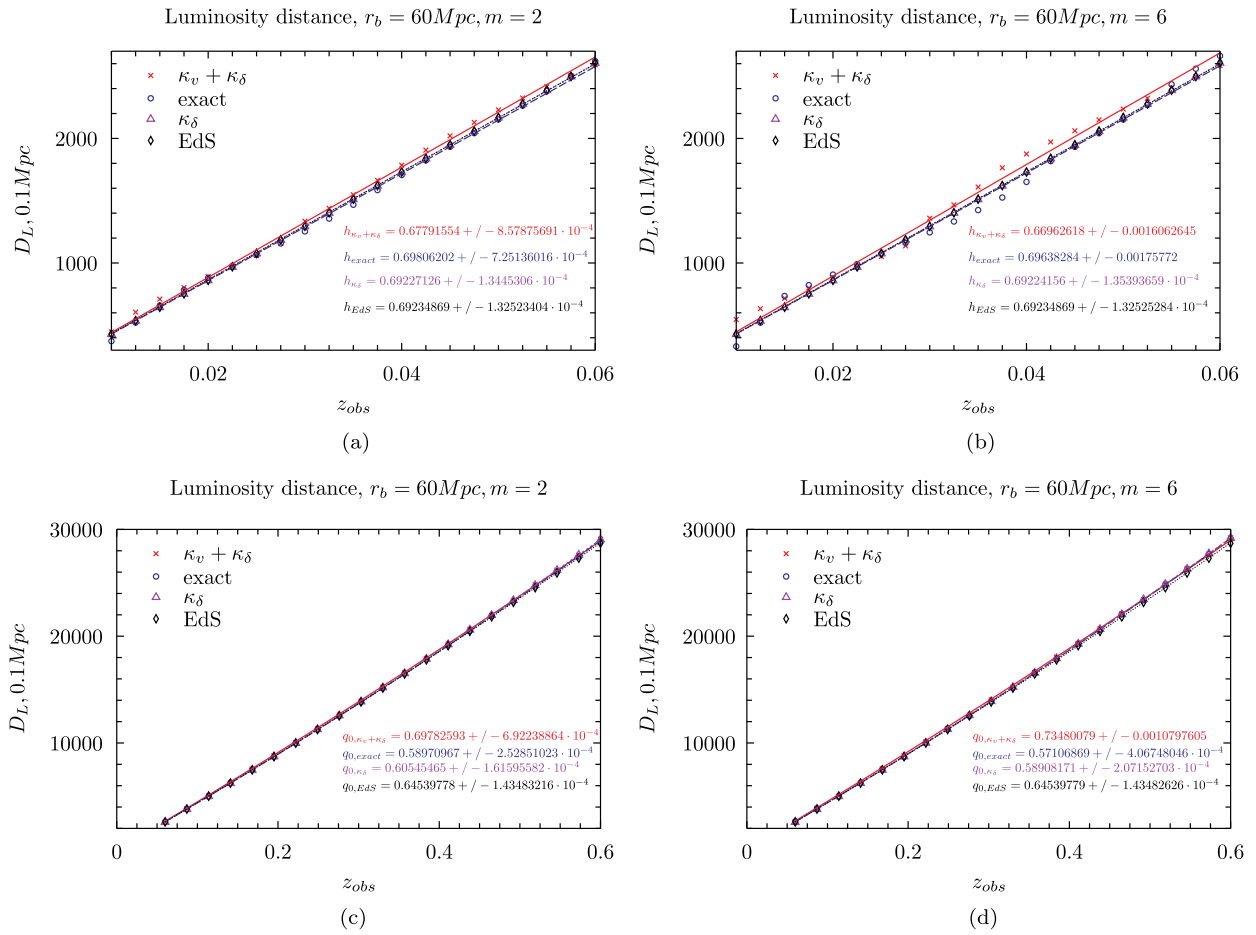 Luminosity distance, r_b = 60Mpc, m = 2
κ_v + κ_δ
exact
κ_δ
EdS
2000
1000
D_L, 0.1Mpc
h_{κ_v+κ_δ} = 0.67791554 + / − 8.57875691 · 10^{−4}
h_{exact} = 0.69806202 + / − 7.25136016 · 10^{−4}
h_{κ_δ} = 0.69227126 + / − 1.3445306 · 10^{−4}
h_{EdS} = 0.69234869 + / − 1.32523404 · 10^{−4}
0.02
0.04
0.06
z_{obs}
(a)
Luminosity distance, r_b = 60Mpc, m = 6
κ_v + κ_δ
exact
κ_δ
EdS
2000
1000
D_L, 0.1Mpc
h_{κ_v+κ_δ} = 0.66962618 + / − 0.0016062645
h_{exact} = 0.69638284 + / − 0.00175772
h_{κ_δ} = 0.69224156 + / − 1.35393659 · 10^{−4}
h_{EdS} = 0.69234869 + / − 1.32525284 · 10^{−4}
0.02
0.04
0.06
z_{obs}
(b)
Luminosity distance, r_b = 60Mpc, m = 2
κ_v + κ_δ
exact
κ_δ
EdS
30000
20000
10000
D_L, 0.1Mpc
q_{0,κ_v+κ_δ} = 0.69782593 + / − 6.92238864 · 10^{−4}
q_{0,exact} = 0.58970967 + / − 2.52851023 · 10^{−4}
q_{0,κ_δ} = 0.60545465 + / − 1.61595582 · 10^{−4}
q_{0,EdS} = 0.64539778 + / − 1.43483216 · 10^{−4}
0
0.2
0.4
0.6
z_{obs}
(c)
Luminosity distance, r_b = 60Mpc, m = 6
κ_v + κ_δ
exact
κ_δ
EdS
30000
20000
10000
D_L, 0.1Mpc
q_{0,κ_v+κ_δ} = 0.73480079 + / − 0.0010797605
q_{0,exact} = 0.57106869 + / − 4.06748046 · 10^{−4}
q_{0,κ_δ} = 0.58908171 + / − 2.07152703 · 10^{−4}
q_{0,EdS} = 0.64539779 + / − 1.43482626 · 10^{−4}
0
0.2
0.4
0.6
z_{obs}
(d)